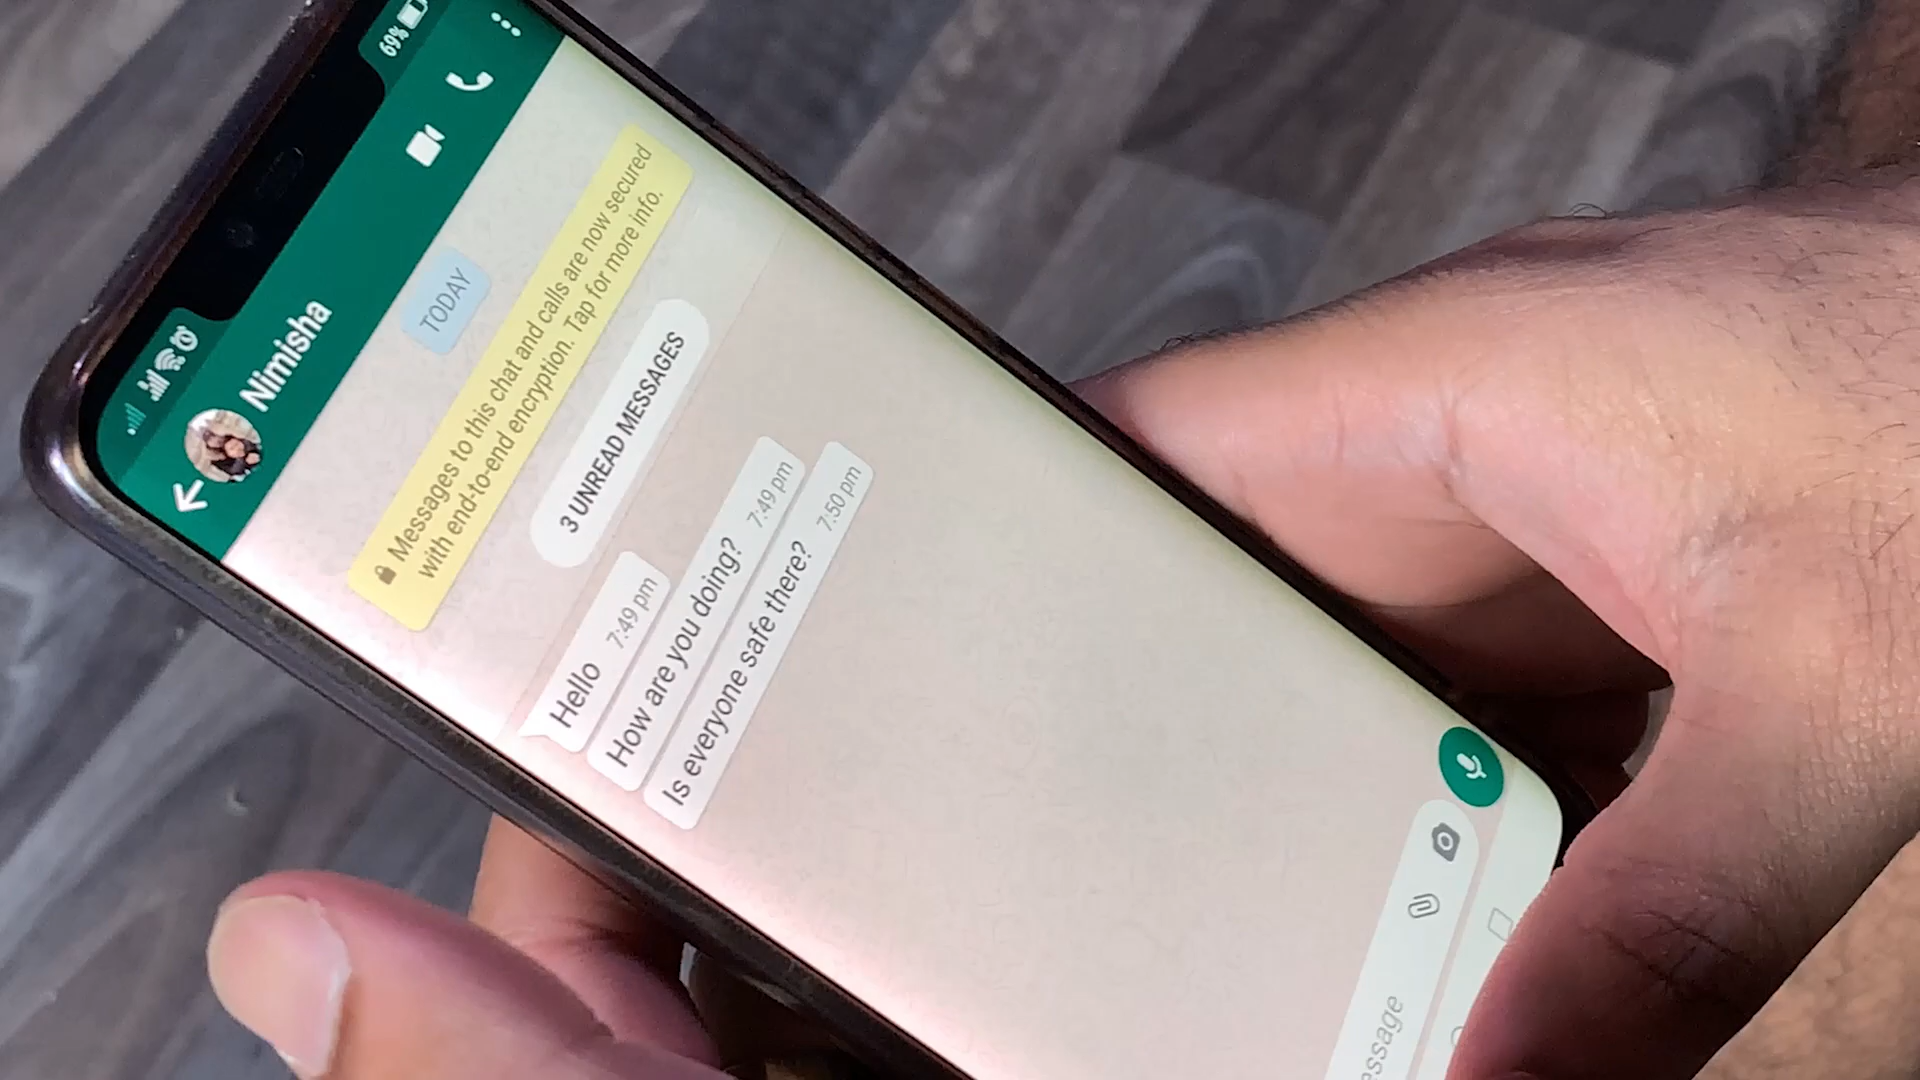 69%
Nimisha
TODAY
Messages to this chat and calls are now secured
with end-to-end encryption. Tap for more info.
3 UNREAD MESSAGES
Hello 7:49 pm
How are you doing? 7:49 pm
Is everyone safe there? 7:50 pm
essage